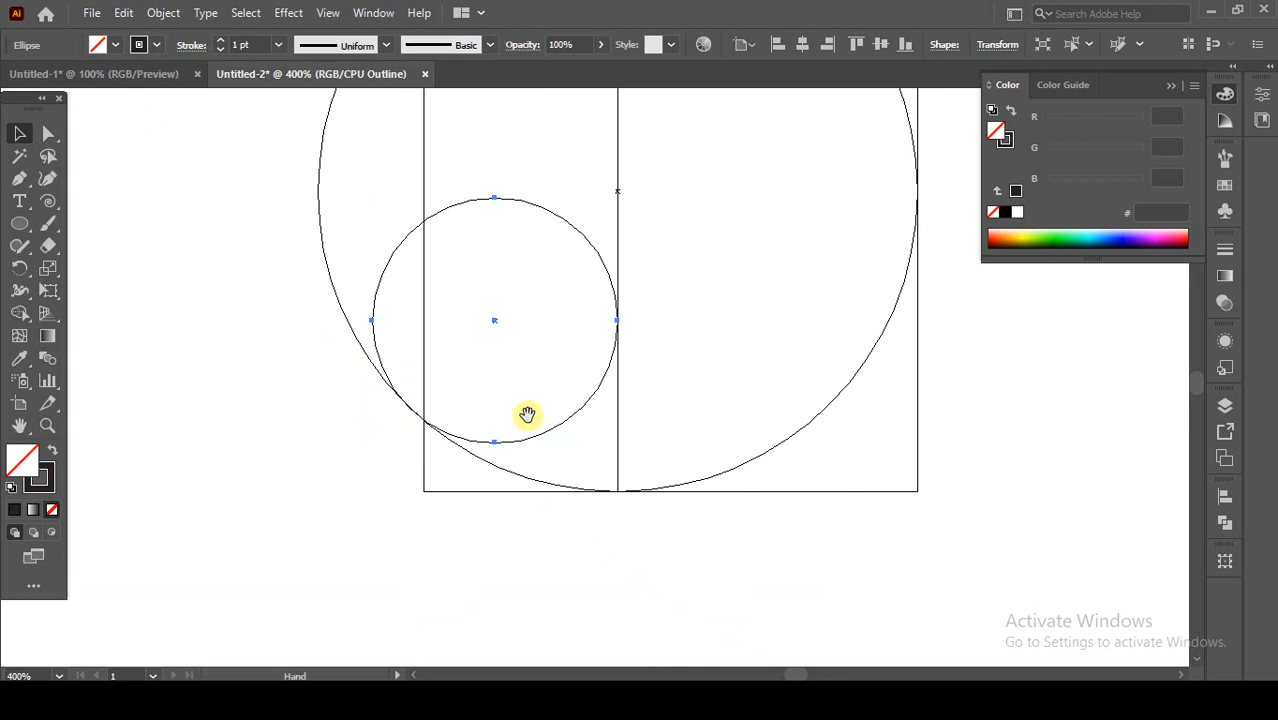 Ai File Edit Object Type Select Effect View Window Help Search Adobe Help
Ellipse Stroke: 1 pt Uniform Basic Opacity: 100% Style: Shape: Transform
Untitled-1* @ 100% (RGB/Preview) × Untitled-2* @ 400% (RGB/CPU Outline) ×
Color Color Guide
R
G
B
#
T
Activate Windows
Go to Settings to activate Windows.
400% 1 Hand